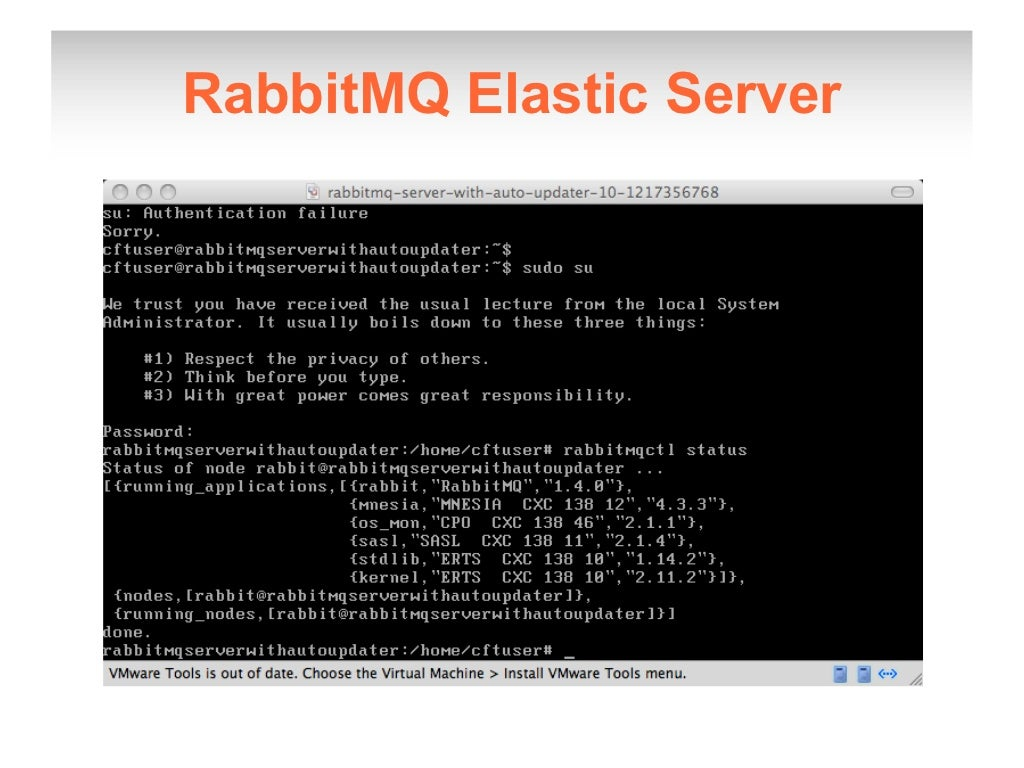 RabbitMQ Elastic Server
rabbitmq-server-with-auto-updater-10-1217356768
su: Authentication failure
Sorry.
cftuser@rabbitmqserverwithautoupdater:~$
cftuser@rabbitmqserverwithautoupdater:~$ sudo su
We trust you have received the usual lecture from the local System
Administrator. It usually boils down to these three things:
#1) Respect the privacy of others.
#2) Think before you type.
#3) With great power comes great responsibility.
Password:
rabbitmqserverwithautoupdater:/home/cftuser# rabbitmqctl status
Status of node rabbit@rabbitmqserverwithautoupdater ...
[{running_applications,[{rabbit,"RabbitMQ","1.4.0"},
{mnesia,"MNESIA  CXC 138 12","4.3.3"},
{os_mon,"CPO  CXC 138 46","2.1.1"},
{sasl,"SASL  CXC 138 11","2.1.4"},
{stdlib,"ERTS  CXC 138 10","1.14.2"},
{kernel,"ERTS  CXC 138 10","2.11.2"}]},
{nodes,[rabbit@rabbitmqserverwithautoupdater]},
{running_nodes,[rabbit@rabbitmqserverwithautoupdater]}]
done.
rabbitmqserverwithautoupdater:/home/cftuser# _
VMware Tools is out of date. Choose the Virtual Machine > Install VMware Tools menu.